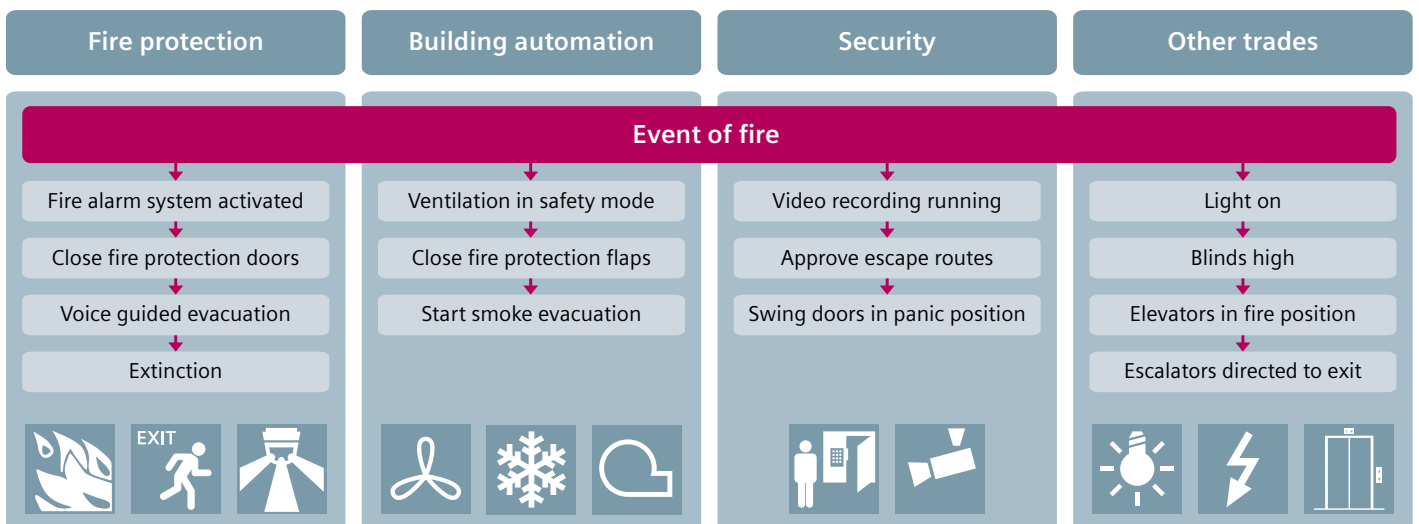 Fire protection
Building automation
Security
Other trades
Event of fire
Fire alarm system activated
Close fire protection doors
Voice guided evacuation
Extinction
Ventilation in safety mode
Close fire protection flaps
Start smoke evacuation
Video recording running
Approve escape routes
Swing doors in panic position
Light on
Blinds high
Elevators in fire position
Escalators directed to exit
EXIT